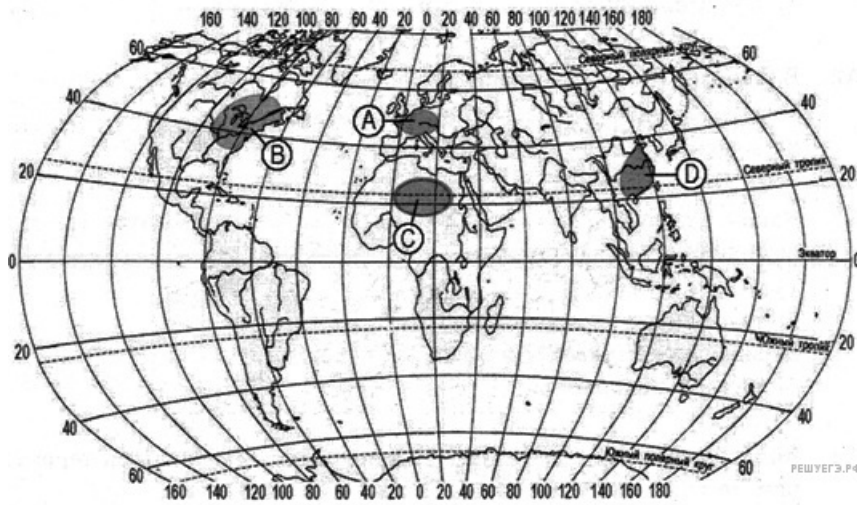 160 140 120 100 80 60 40 20 0 20 40 60 80 100 120 140 160 180
Северный полярный круг
60 60
40 40
A
B
20 Северный тропик 20
D
C
0 Экватор 0
20 Южный тропик 20
40 40
60 Южный полярный круг 60
160 140 120 100 80 60 40 20 0 20 40 60 80 100 120 140 160 180
РЕШУЕГЭ.РФ